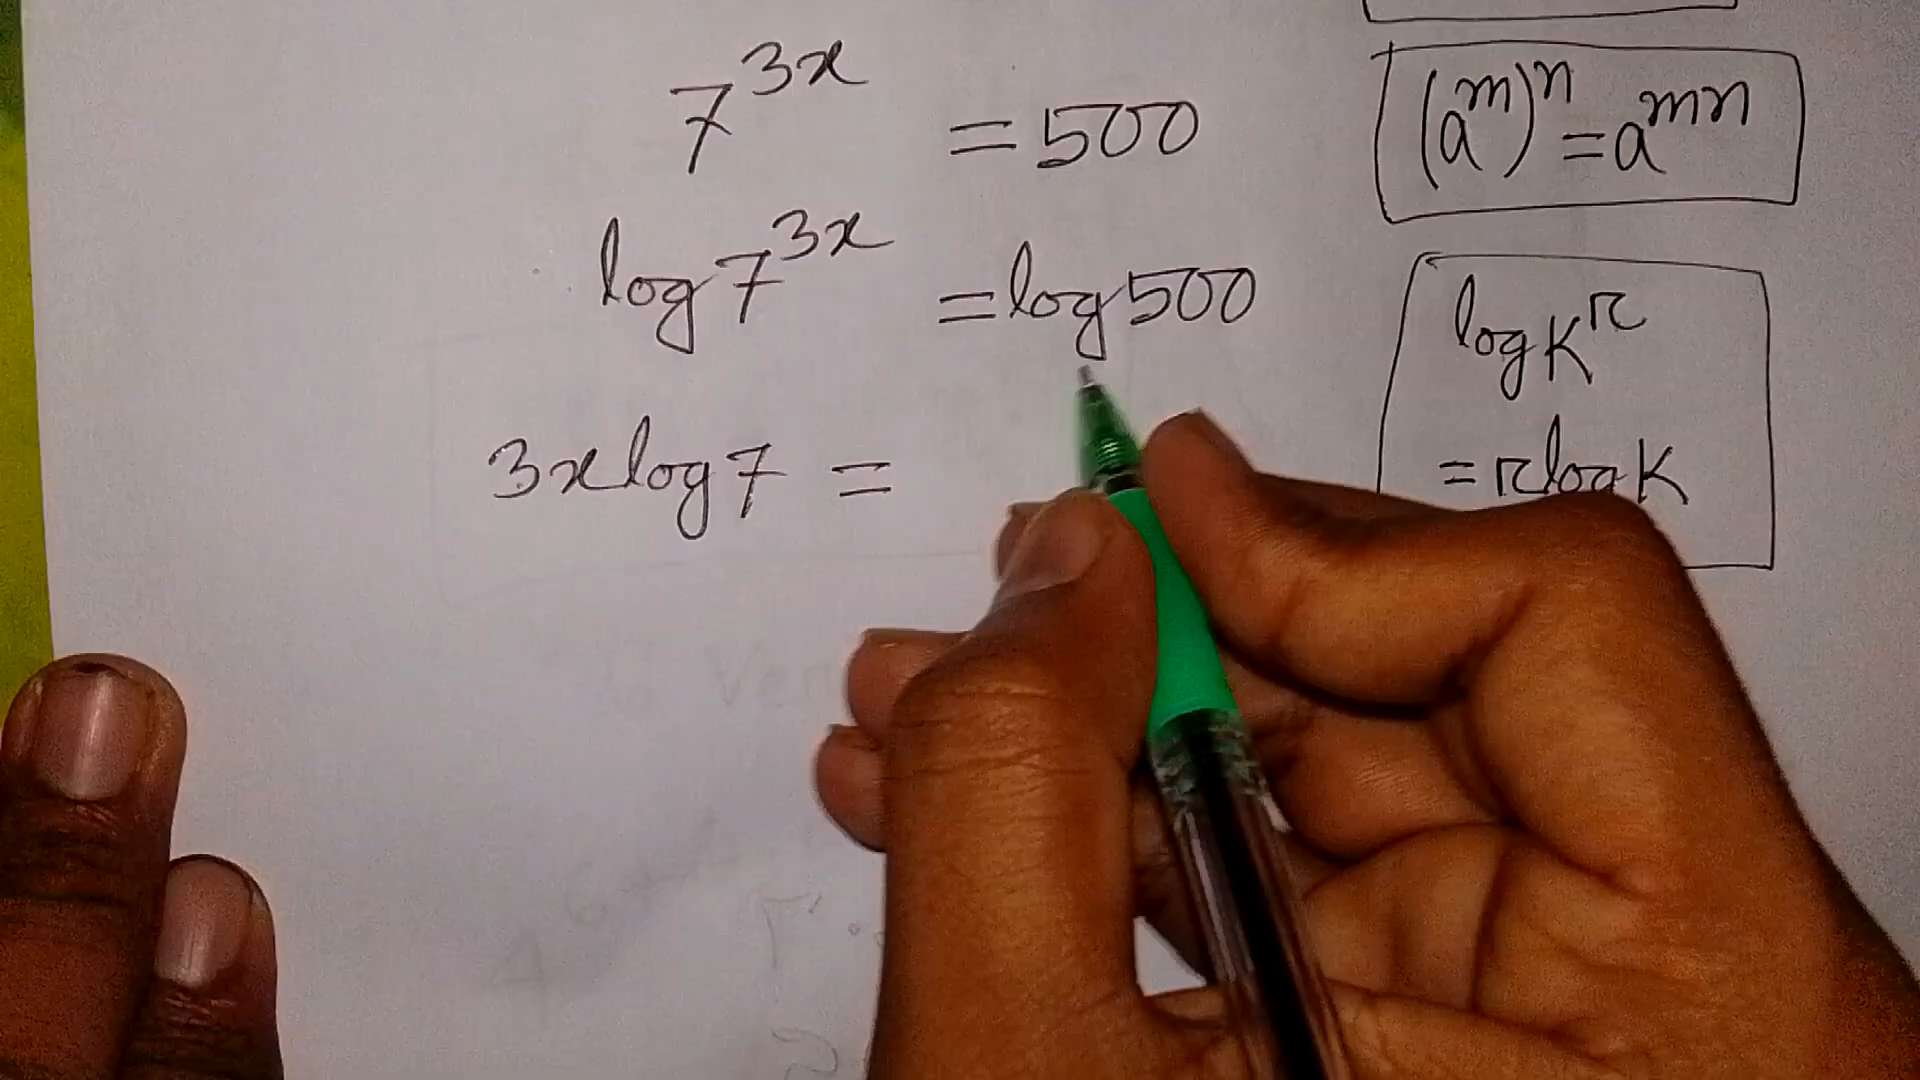 7^{3x} = 500
log 7^{3x} = log 500
3x log 7 =
(a^m)^n = a^{mn}
log K^r
= r log K